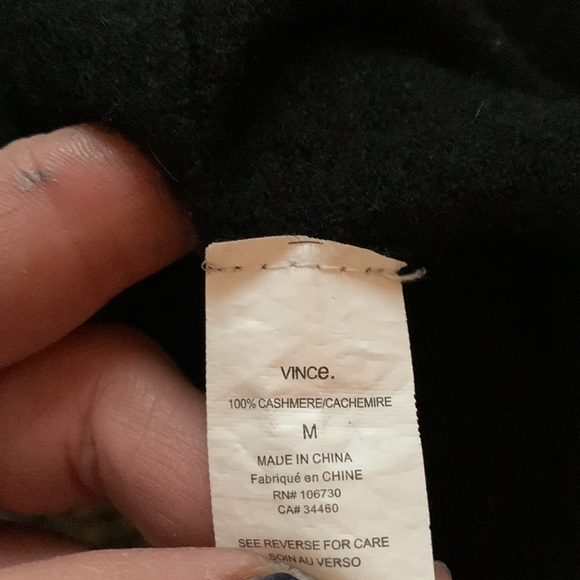 VINCe.
100% CASHMERE/CACHEMIRE
M
MADE IN CHINA
Fabriqué en CHINE
RN# 106730
CA# 34460
SEE REVERSE FOR CARE
SOIN AU VERSO